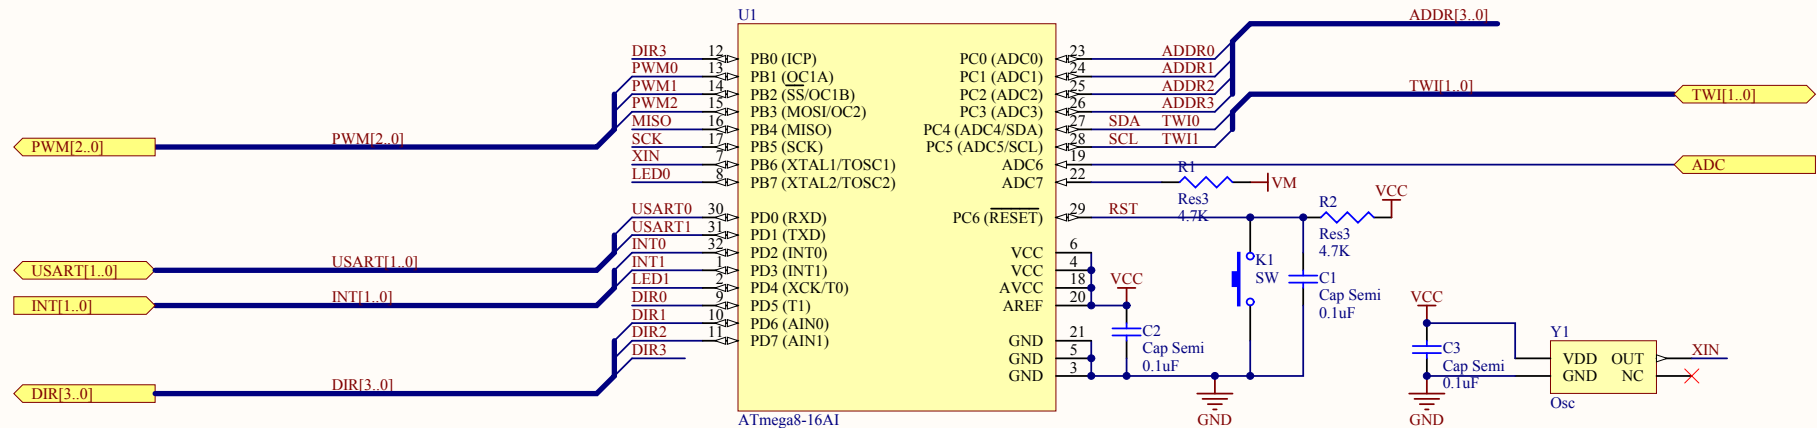 U1
ADDR[3..0]
DIR3 12 PB0 (ICP) PC0 (ADC0) 23 ADDR0
PWM0 13 PB1 (OC1A) PC1 (ADC1) 24 ADDR1
PWM1 14 PB2 (SS/OC1B) PC2 (ADC2) 25 ADDR2 TWI[1..0] TWI[1..0]
PWM2 15 PB3 (MOSI/OC2) PC3 (ADC3) 26 ADDR3
MISO 16 PB4 (MISO) PC4 (ADC4/SDA) 27 SDA TWI0
PWM[2..0] PWM[2..0] SCK 17 PB5 (SCK) PC5 (ADC5/SCL) 28 SCL TWI1
XIN 7 PB6 (XTAL1/TOSC1) ADC6 19 ADC
LED0 8 PB7 (XTAL2/TOSC2) ADC7 22 R1 VM
Res3
4.7K
VCC
USART0 30 PD0 (RXD) PC6 (RESET) 29 RST R2
Res3
4.7K
USART1 31 PD1 (TXD)
INT0 32 PD2 (INT0) VCC 6
USART[1..0] USART[1..0] INT1 1 PD3 (INT1) VCC 4
K1
SW
LED1 2 PD4 (XCK/T0) AVCC 18 VCC
C1
Cap Semi
0.1uF
INT[1..0] INT[1..0] DIR0 9 PD5 (T1) AREF 20
DIR1 10 PD6 (AIN0)
DIR2 11 PD7 (AIN1) GND 21 C2
Cap Semi
0.1uF
DIR3 GND 5
GND 3
DIR[3..0] DIR[3..0]
GND
ATmega8-16AI
VCC
C3
Cap Semi
0.1uF
GND
Y1
VDD OUT XIN
GND NC
Osc